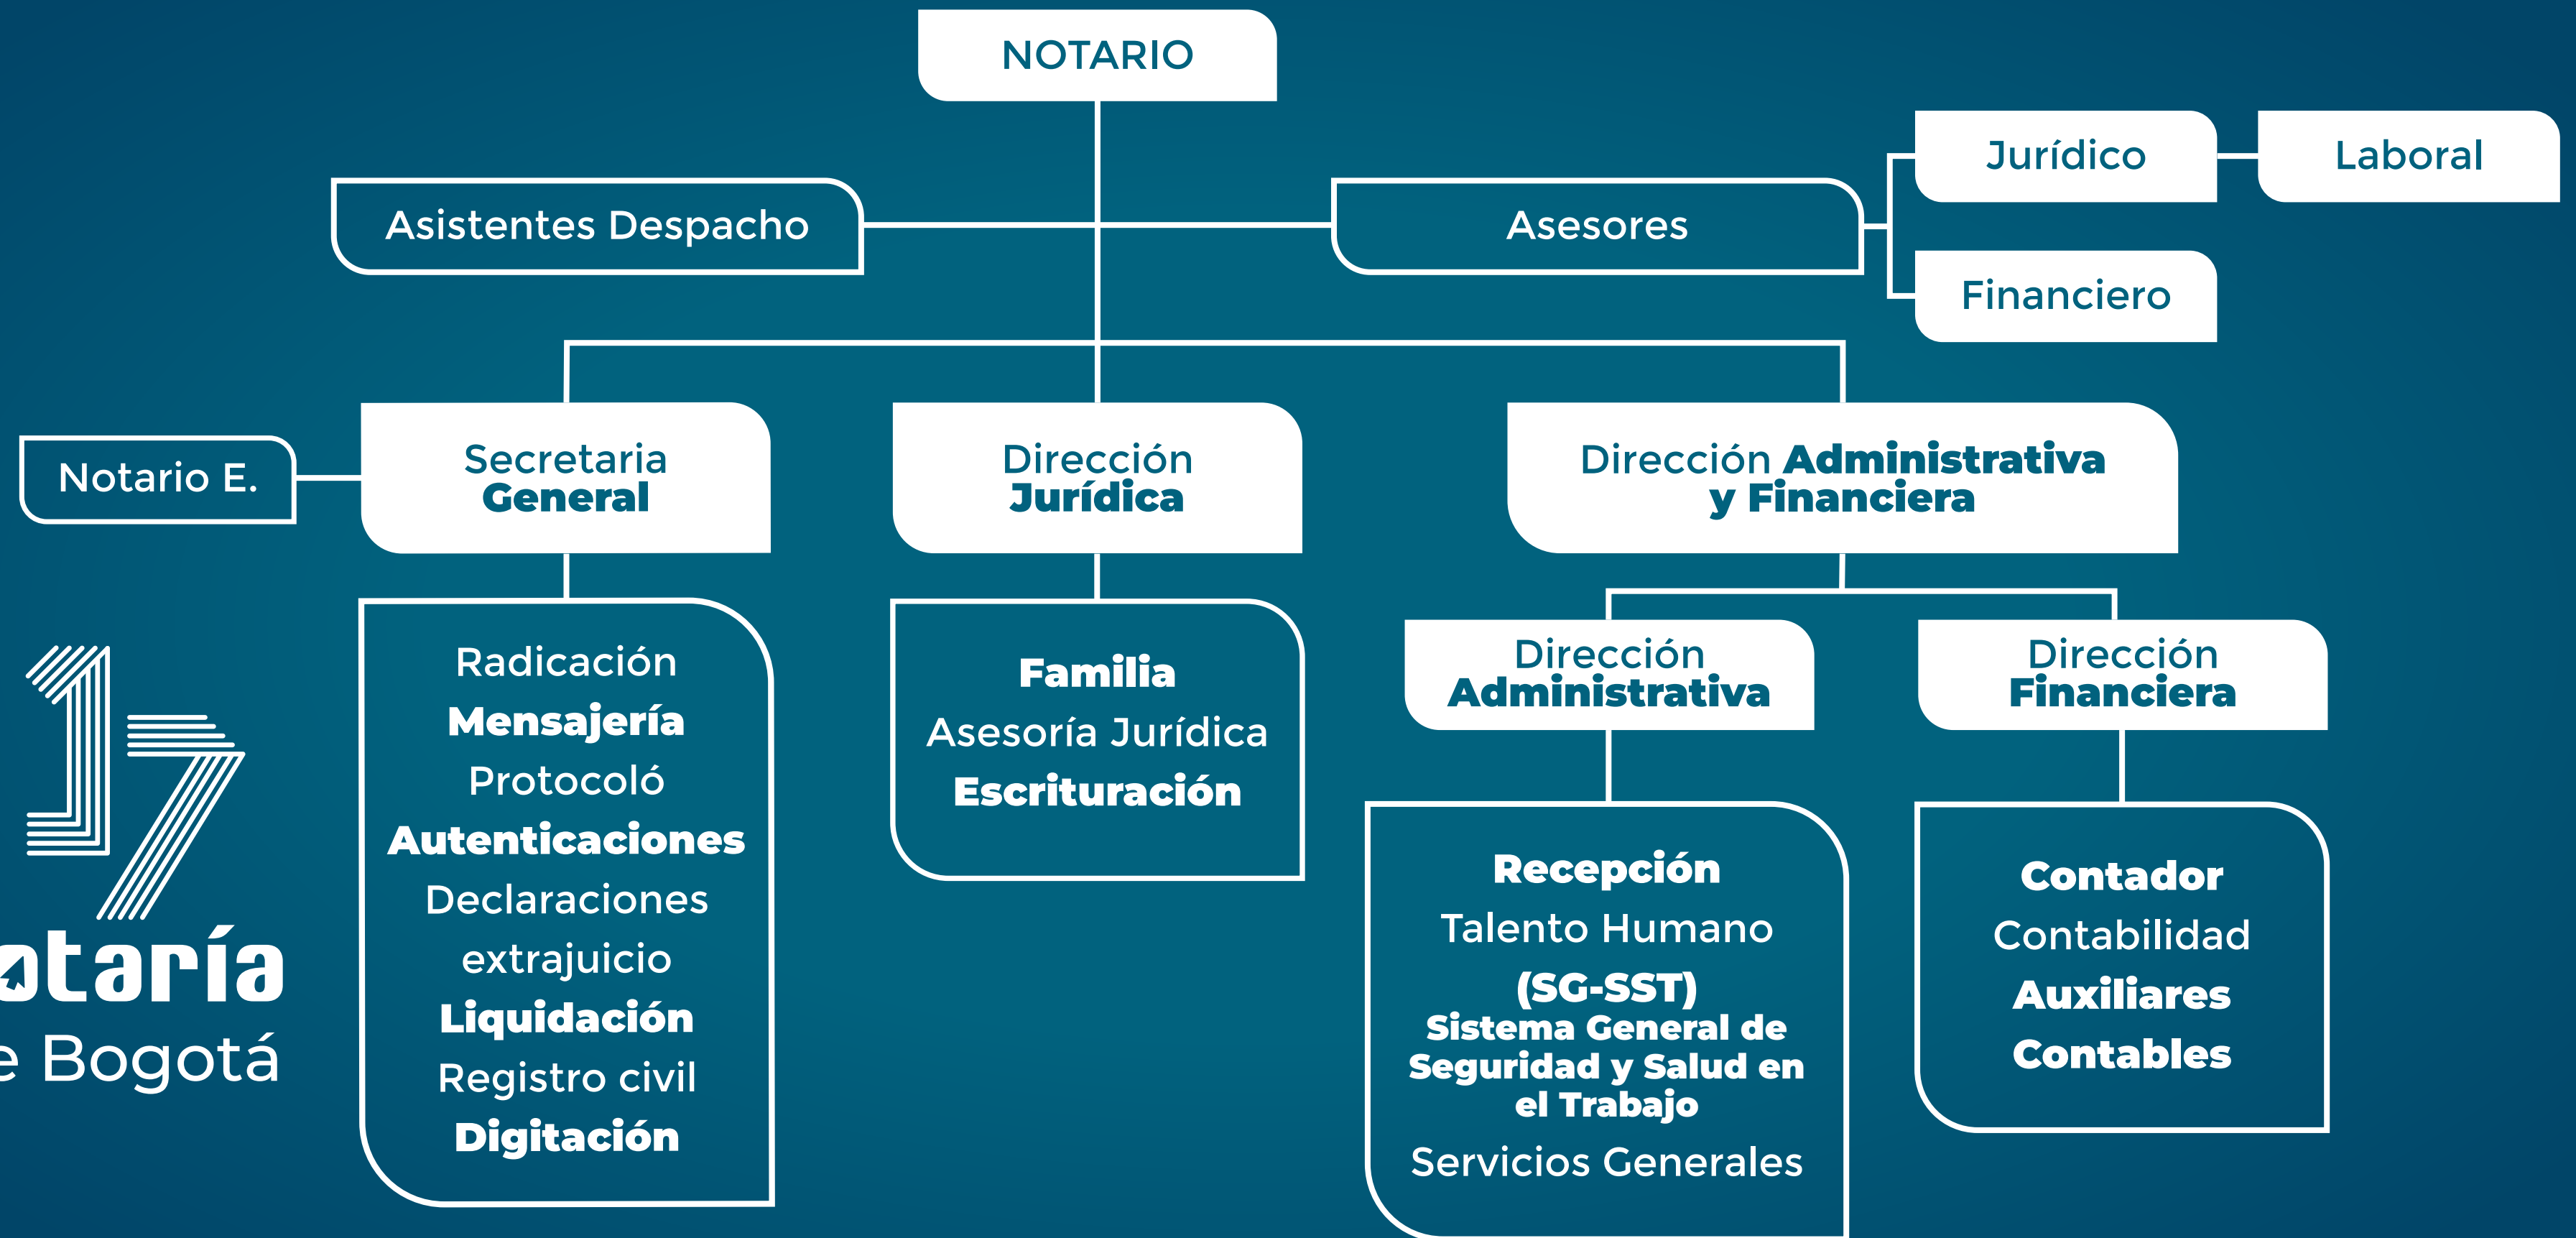 NOTARIO
Asistentes Despacho
Asesores
Jurídico
Laboral
Financiero
Notario E.
Secretaria
General
Dirección
Jurídica
Dirección Administrativa
y Financiera
Radicación
Mensajería
Protocoló
Autenticaciones
Declaraciones
extrajuicio
Liquidación
Registro civil
Digitación
Familia
Asesoría Jurídica
Escrituración
Dirección
Administrativa
Dirección
Financiera
Recepción
Talento Humano
(SG-SST)
Sistema General de
Seguridad y Salud en
el Trabajo
Servicios Generales
Contador
Contabilidad
Auxiliares
Contables
17
otaría
e Bogotá